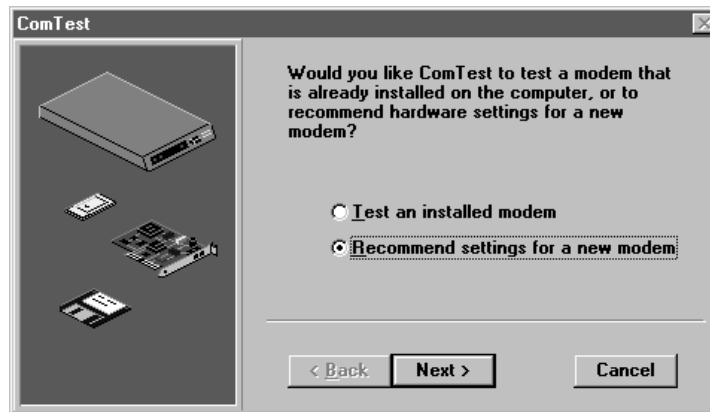 ComTest
Would you like ComTest to test a modem that
is already installed on the computer, or to
recommend hardware settings for a new
modem?
Test an installed modem
Recommend settings for a new modem
< Back
Next >
Cancel